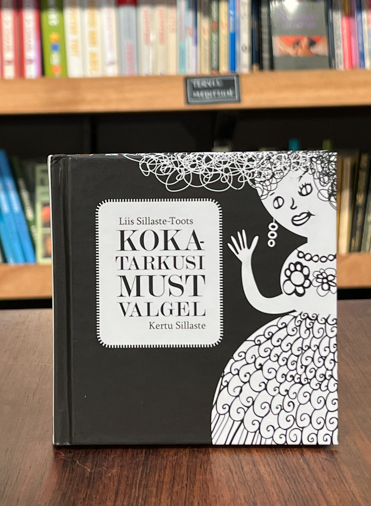 Liis Sillaste-Toots
KOKA-
TARKUSI
MUST
VALGEL
Kertu Sillaste